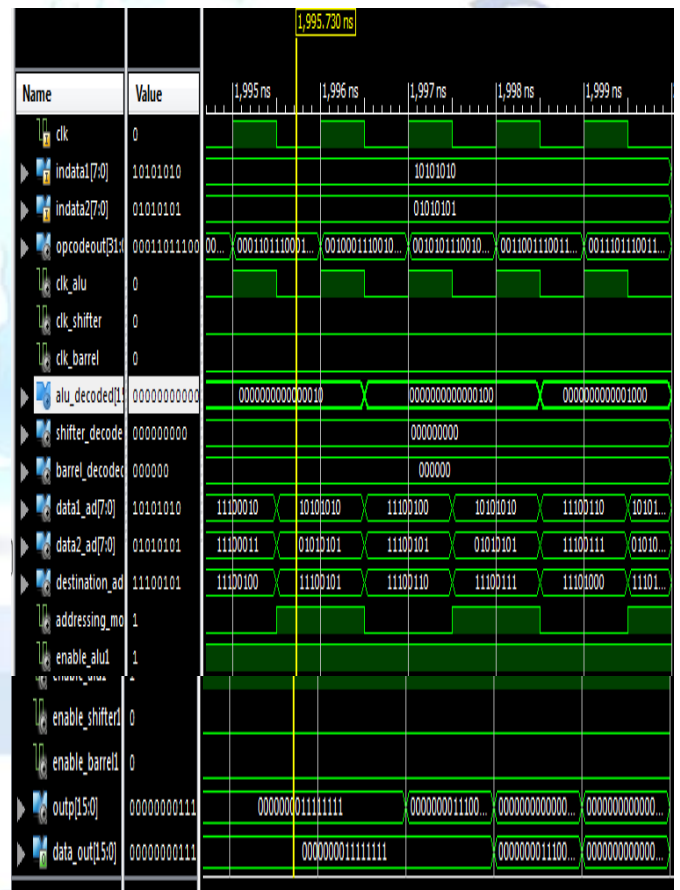 1,995.730 ns
Name Value 1,995 ns 1,996 ns 1,997 ns 1,998 ns 1,999 ns
clk 0
indata1[7:0] 10101010 10101010
indata2[7:0] 01010101 01010101
opcodeout[31:0 00011011100 00... 0001101110001... 0010001110010... 0010101110010... 0011001110011... 0011101110011...
clk_alu 0
clk_shifter 0
clk_barrel 0
alu_decoded[15 00000000000 000000000000010 0000000000000100 0000000000001000
shifter_decode 000000000 000000000
barrel_decoded 000000 000000
data1_ad[7:0] 10101010 11100010 10101010 11100100 10101010 11100110 10101...
data2_ad[7:0] 01010101 11100011 01010101 11100101 01010101 11100111 01010...
destination_ad 11100101 11100100 11100101 11100110 11100111 11101000 11101...
addressing_mo 1
enable_alu1 1
enable_shifter1 0
enable_barrel1 0
outp[15:0] 00000000111 0000000011111111 0000000011100... 000000000000... 000000000000...
data_out[15:0] 00000000111 0000000011111111 0000000011100... 000000000000...